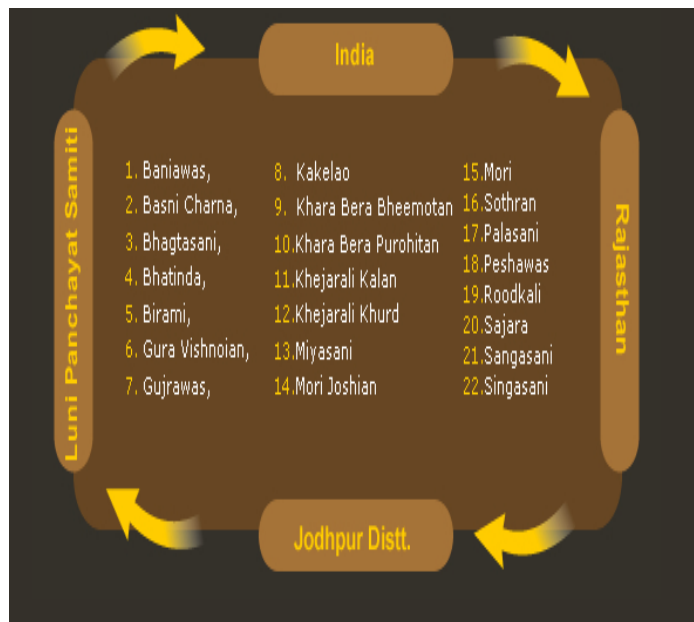 India
Luni Panchayat Samiti
1. Baniawas,
2. Basni Charna,
3. Bhagtasani,
4. Bhatinda,
5. Birami,
6. Gura Vishnoian,
7. Gujrawas,
8. Kakelao
9. Khara Bera Bheemotan
10.Khara Bera Purohitan
11.Khejarali Kalan
12.Khejarali Khurd
13.Miyasani
14.Mori Joshian
15.Mori
16.Sothran
17.Palasani
18.Peshawas
19.Roodkali
20.Sajara
21.Sangasani
22.Singasani
Rajasthan
Jodhpur Distt.